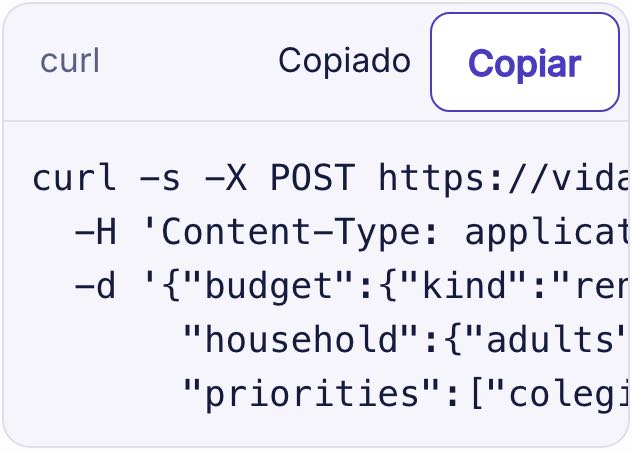 curl Copiado Copiar
curl -s -X POST https://vida
-H 'Content-Type: applicat
-d '{"budget":{"kind":"ren
"household":{"adults"
"priorities":["colegi